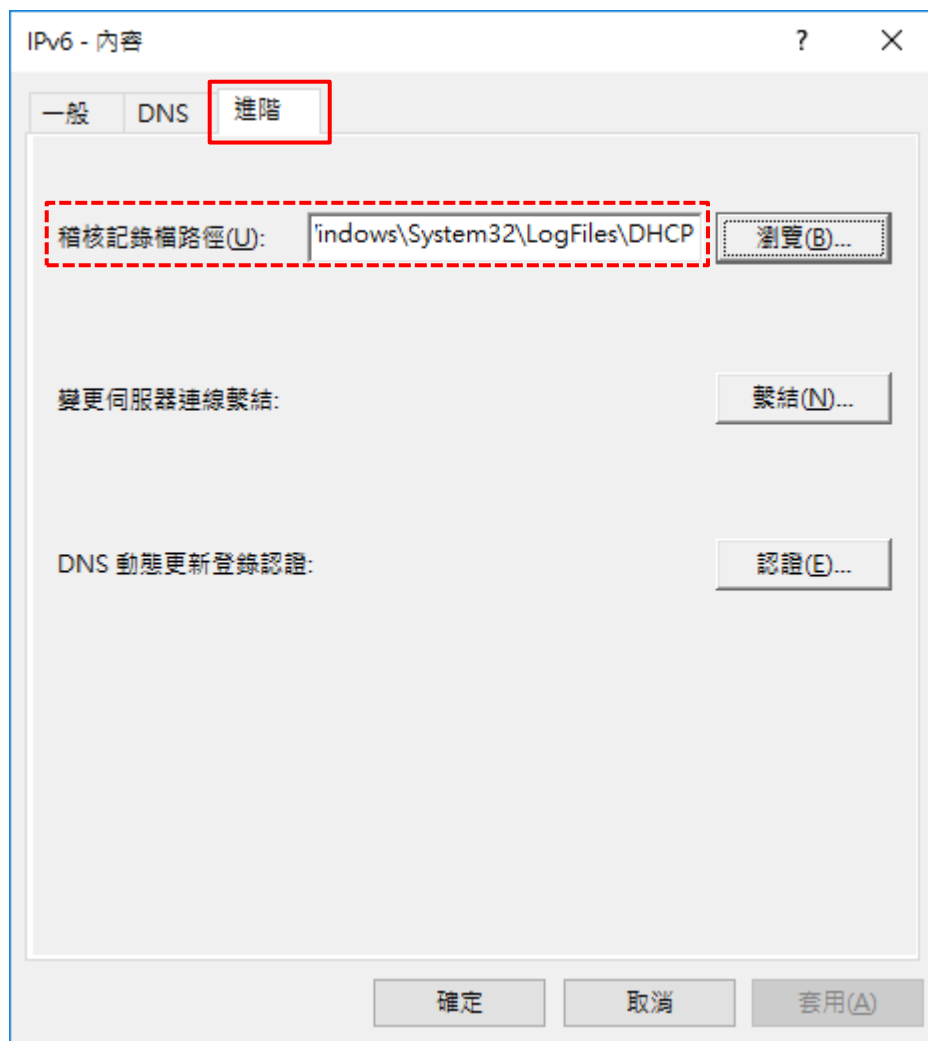 IPv6 - 內容 ?
一般 DNS 進階
稽核記錄檔路徑(U): indows\System32\LogFiles\DHCP 瀏覽(B)...
變更伺服器連線繫結: 繫結(N)...
DNS 動態更新登錄認證: 認證(E)...
確定 取消 套用(A)